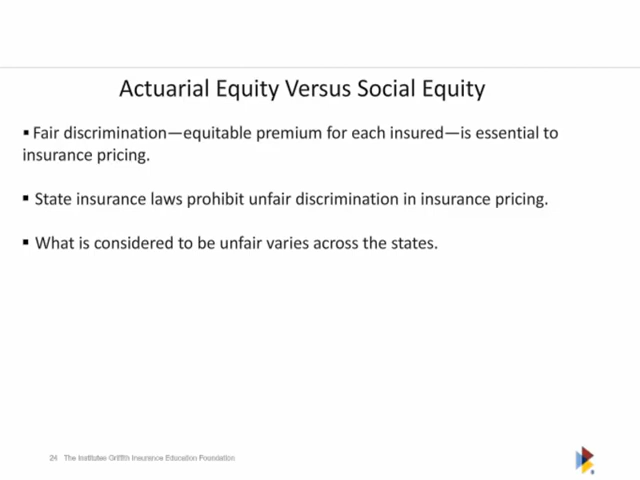 Actuarial Equity Versus Social Equity
▪ Fair discrimination—equitable premium for each insured—is essential to
insurance pricing.
▪ State insurance laws prohibit unfair discrimination in insurance pricing.
▪ What is considered to be unfair varies across the states.
24 The Institutes Griffith Insurance Education Foundation